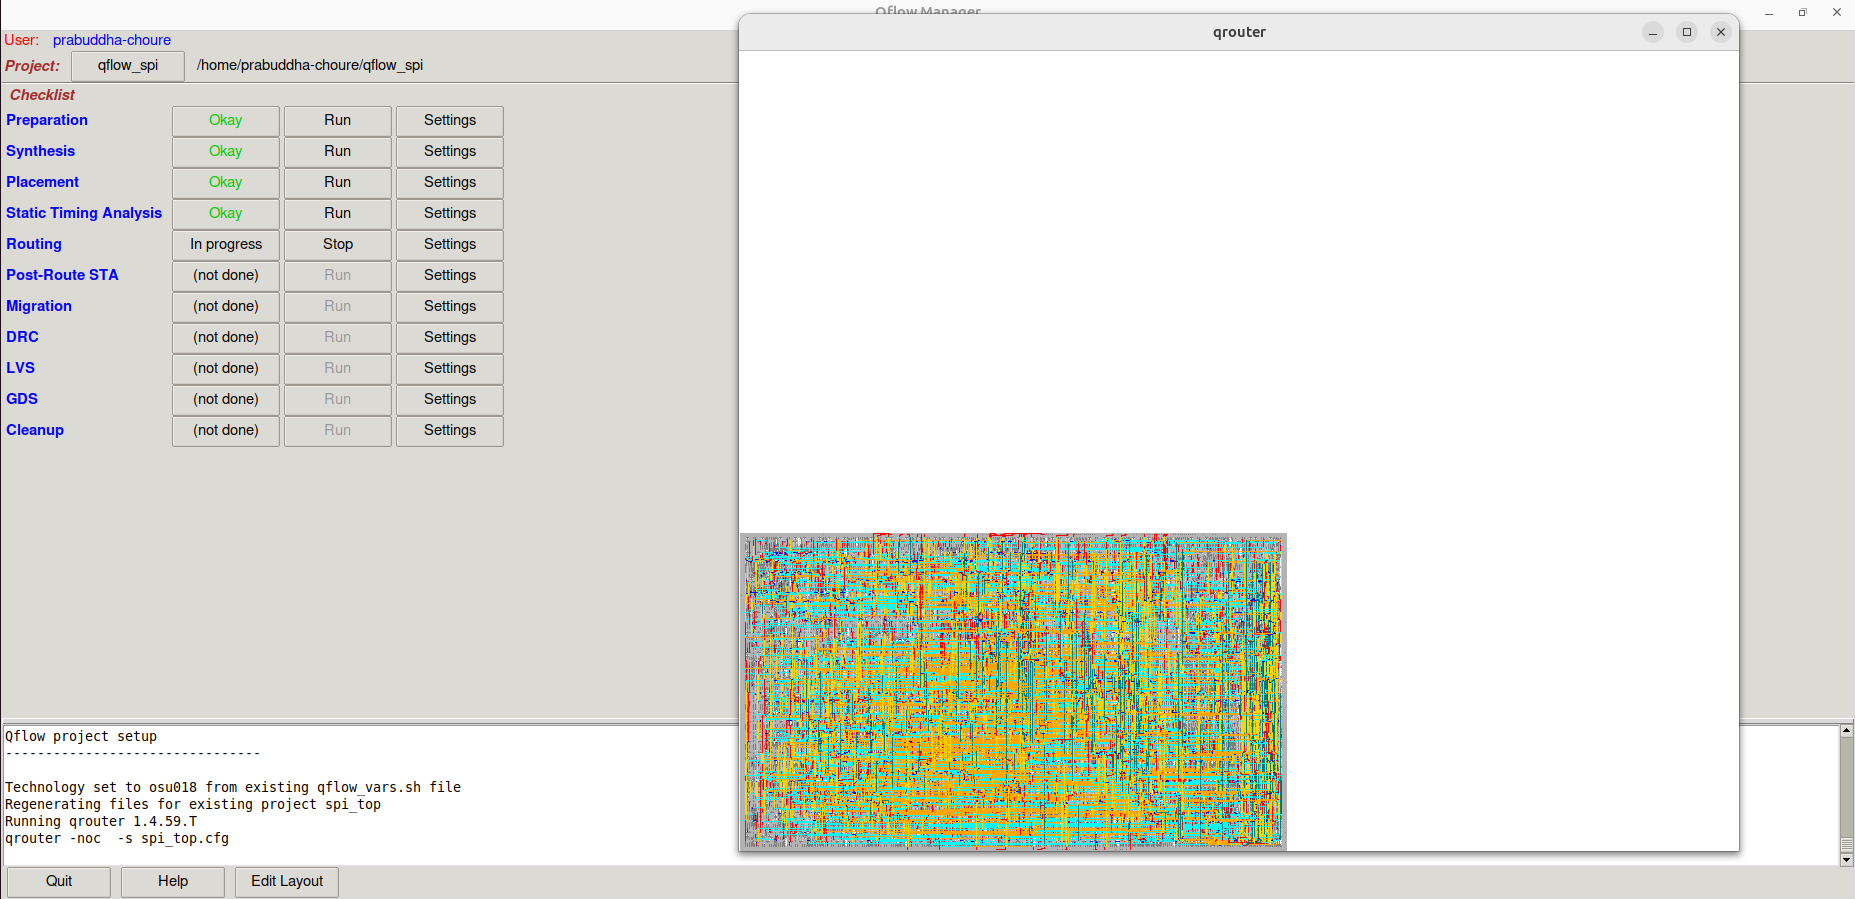 Qflow Manager
qrouter
User: prabuddha-choure
Project: qflow_spi /home/prabuddha-choure/qflow_spi
Checklist
Preparation Okay Run Settings
Synthesis Okay Run Settings
Placement Okay Run Settings
Static Timing Analysis Okay Run Settings
Routing In progress Stop Settings
Post-Route STA (not done) Run Settings
Migration (not done) Run Settings
DRC (not done) Run Settings
LVS (not done) Run Settings
GDS (not done) Run Settings
Cleanup (not done) Run Settings
Qflow project setup
-------------------------------
Technology set to osu018 from existing qflow_vars.sh file
Regenerating files for existing project spi_top
Running qrouter 1.4.59.T
qrouter -noc  -s spi_top.cfg
Quit Help Edit Layout